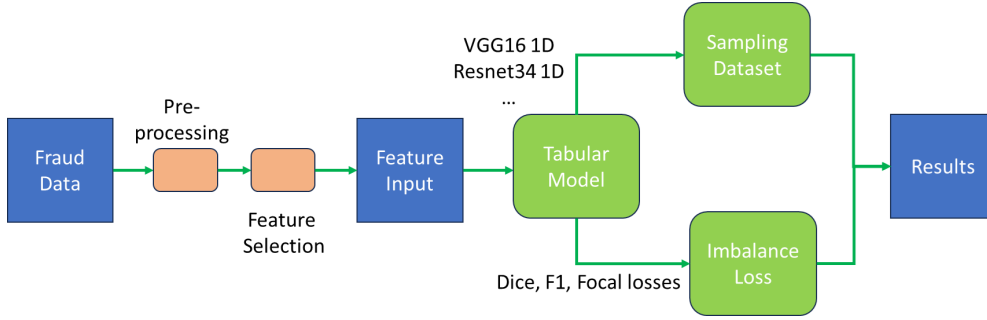 Fraud
Data
Pre-
processing
Feature
Selection
Feature
Input
VGG16 1D
Resnet34 1D
...
Tabular
Model
Sampling
Dataset
Dice, F1, Focal losses
Imbalance
Loss
Results